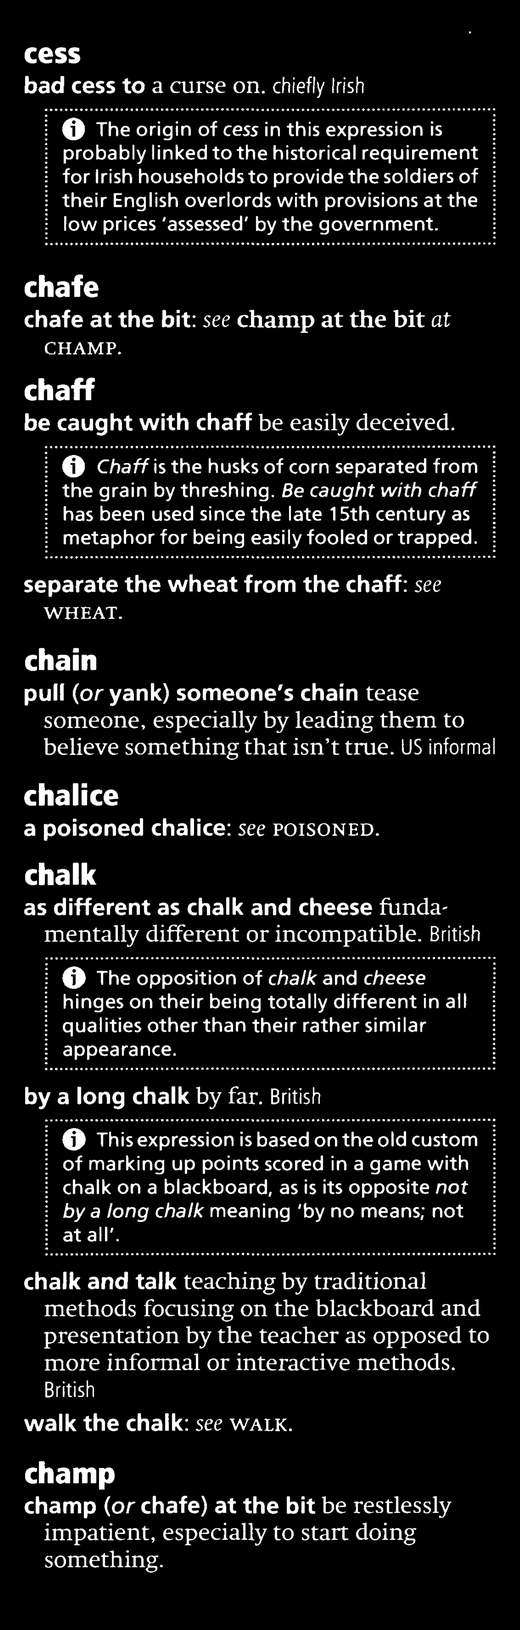 cess
bad cess to a curse on. chiefly Irish
ⓘ The origin of cess in this expression is
probably linked to the historical requirement
for Irish households to provide the soldiers of
their English overlords with provisions at the
low prices ‘assessed’ by the government.
chafe
chafe at the bit: see champ at the bit at
CHAMP.
chaff
be caught with chaff be easily deceived.
ⓘ Chaff is the husks of corn separated from
the grain by threshing. Be caught with chaff
has been used since the late 15th century as
metaphor for being easily fooled or trapped.
separate the wheat from the chaff: see
WHEAT.
chain
pull (or yank) someone's chain tease
someone, especially by leading them to
believe something that isn't true. US informal
chalice
a poisoned chalice: see POISONED.
chalk
as different as chalk and cheese funda-
mentally different or incompatible. British
ⓘ The opposition of chalk and cheese
hinges on their being totally different in all
qualities other than their rather similar
appearance.
by a long chalk by far. British
ⓘ This expression is based on the old custom
of marking up points scored in a game with
chalk on a blackboard, as is its opposite not
by a long chalk meaning ‘by no means; not
at all’.
chalk and talk teaching by traditional
methods focusing on the blackboard and
presentation by the teacher as opposed to
more informal or interactive methods.
British
walk the chalk: see WALK.
champ
champ (or chafe) at the bit be restlessly
impatient, especially to start doing
something.